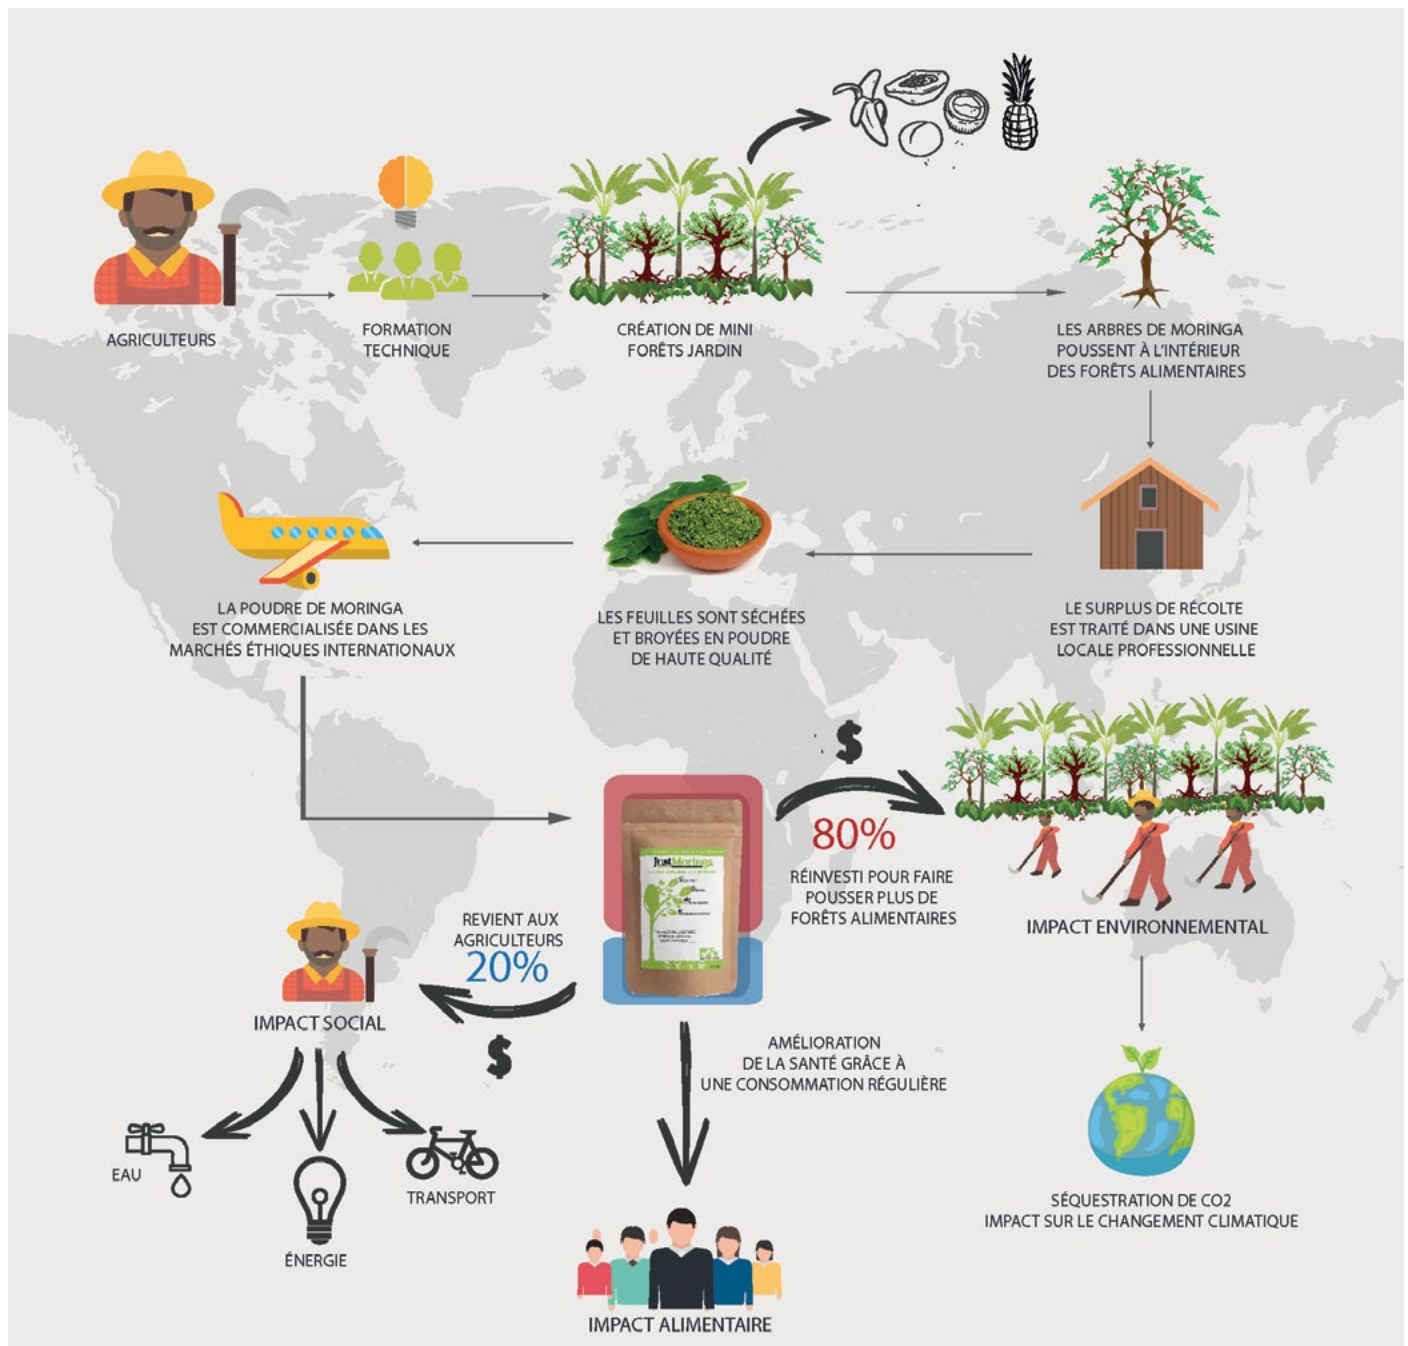 AGRICULTEURS
FORMATION
TECHNIQUE
CRÉATION DE MINI
FORÊTS JARDIN
LES ARBRES DE MORINGA
POUSSENT À L'INTÉRIEUR
DES FORÊTS ALIMENTAIRES
LA POUDRE DE MORINGA
EST COMMERCIALISÉE DANS LES
MARCHÉS ÉTHIQUES INTERNATIONAUX
LES FEUILLES SONT SÉCHÉES
ET BROYÉES EN POUDRE
DE HAUTE QUALITÉ
LE SURPLUS DE RÉCOLTE
EST TRAITÉ DANS UNE USINE
LOCALE PROFESSIONNELLE
$
80%
RÉINVESTI POUR FAIRE
POUSSER PLUS DE
FORÊTS ALIMENTAIRES
JustMoringa
IMPACT ENVIRONNEMENTAL
REVIENT AUX
AGRICULTEURS
20%
$
IMPACT SOCIAL
AMÉLIORATION
DE LA SANTÉ GRÂCE À
UNE CONSOMMATION RÉGULIÈRE
EAU
ÉNERGIE
TRANSPORT
SÉQUESTRATION DE CO2
IMPACT SUR LE CHANGEMENT CLIMATIQUE
IMPACT ALIMENTAIRE